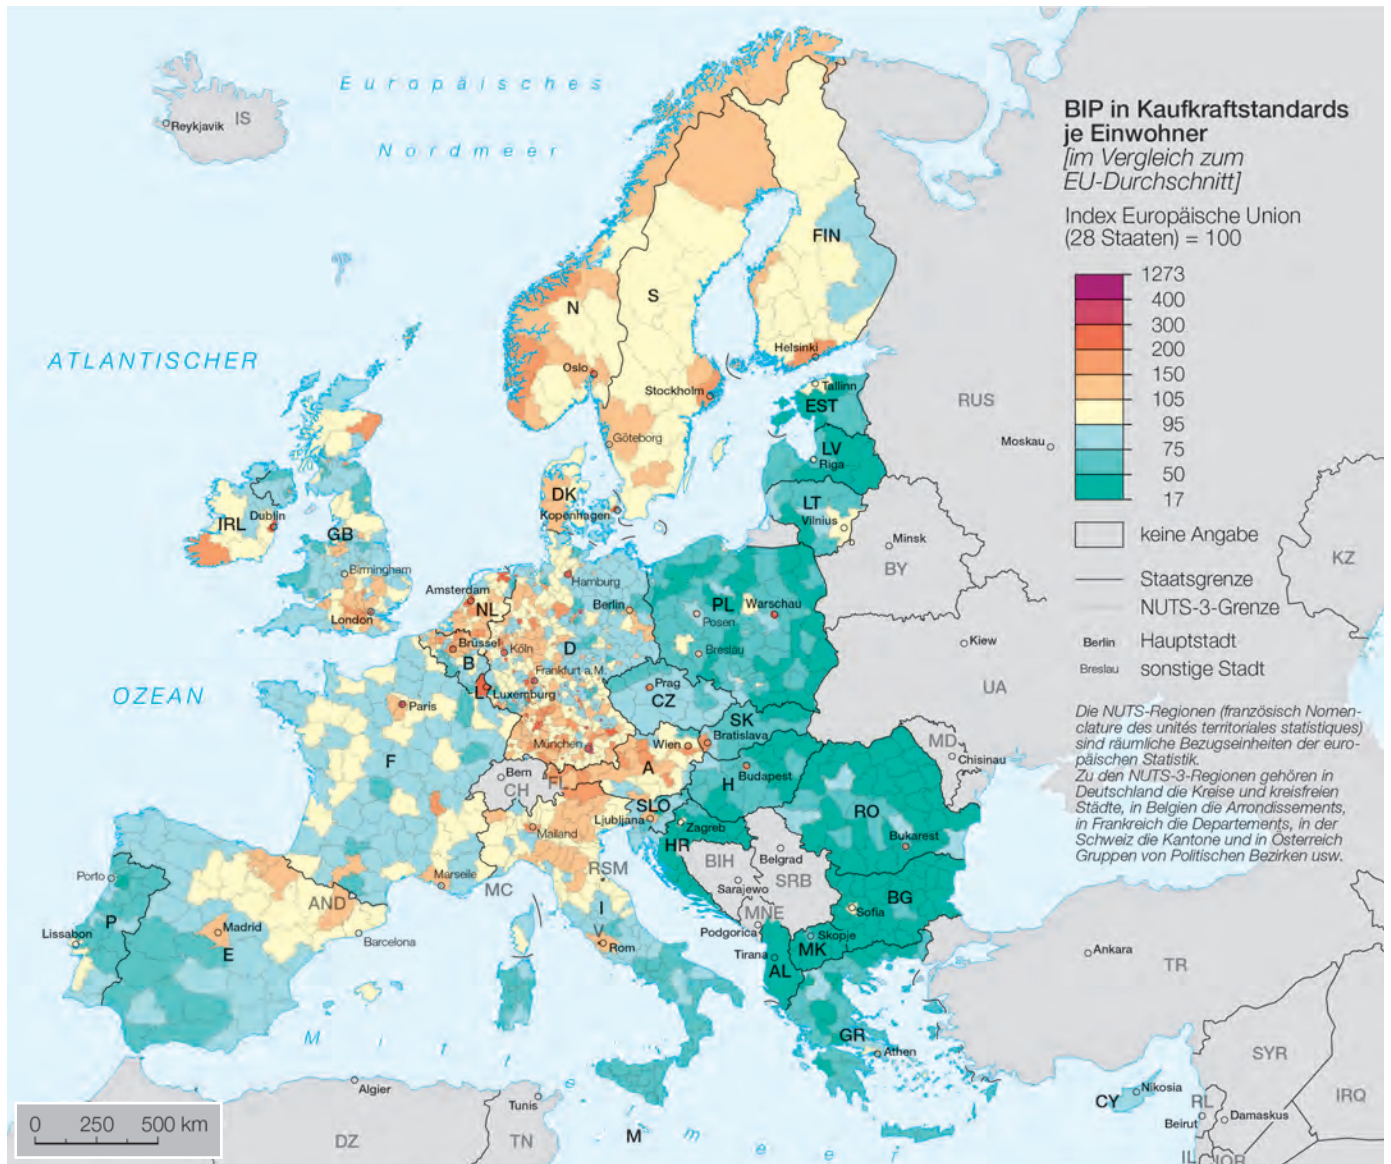 Europäisches
Nordmeer
IS
Reykjavik
ATLANTISCHER
OZEAN
BIP in Kaufkraftstandards
je Einwohner
[im Vergleich zum
EU-Durchschnitt]
Index Europäische Union
(28 Staaten) = 100
1273
400
300
200
150
105
95
75
50
17
keine Angabe
Staatsgrenze
NUTS-3-Grenze
Berlin Hauptstadt
Breslau sonstige Stadt
Die NUTS-Regionen (französisch Nomen-
clature des unités territoriales statistiques)
sind räumliche Bezugseinheiten der euro-
päischen Statistik.
Zu den NUTS-3-Regionen gehören in
Deutschland die Kreise und kreisfreien
Städte, in Belgien die Arrondissements,
in Frankreich die Departements, in der
Schweiz die Kantone und in Österreich
Gruppen von Politischen Bezirken usw.
FIN
N
S
Helsinki
Oslo
Stockholm
Tallinn
EST
RUS
Moskau
Göteborg
LV
Riga
DK
Kopenhagen
LT
Vilnius
IRL
Dublin
GB
Birmingham
London
Minsk
BY
KZ
Amsterdam
NL
Hamburg
Berlin
PL
Warschau
Posen
Breslau
Brüssel
B
Köln
D
Frankfurt a. M.
L
Luxemburg
Kiew
UA
Paris
Prag
CZ
SK
Bratislava
München
Wien
MD
Chisinau
F
Bern
CH
FL
A
Budapest
H
RO
Bukarest
SLO
Ljubljana
Zagreb
HR
Mailand
BIH
Belgrad
SRB
Sarajewo
RSM
Marseille
MC
Porto
AND
I
V
Rom
MNE
Podgorica
BG
Sofia
Skopje
MK
Tirana
AL
P
Lissabon
Madrid
E
Barcelona
Ankara
TR
GR
Athen
Mittelmeer
Algier
DZ
Tunis
TN
M
CY
Nikosia
SYR
RL
Beirut
Damaskus
IRQ
IL
JOR
0 250 500 km